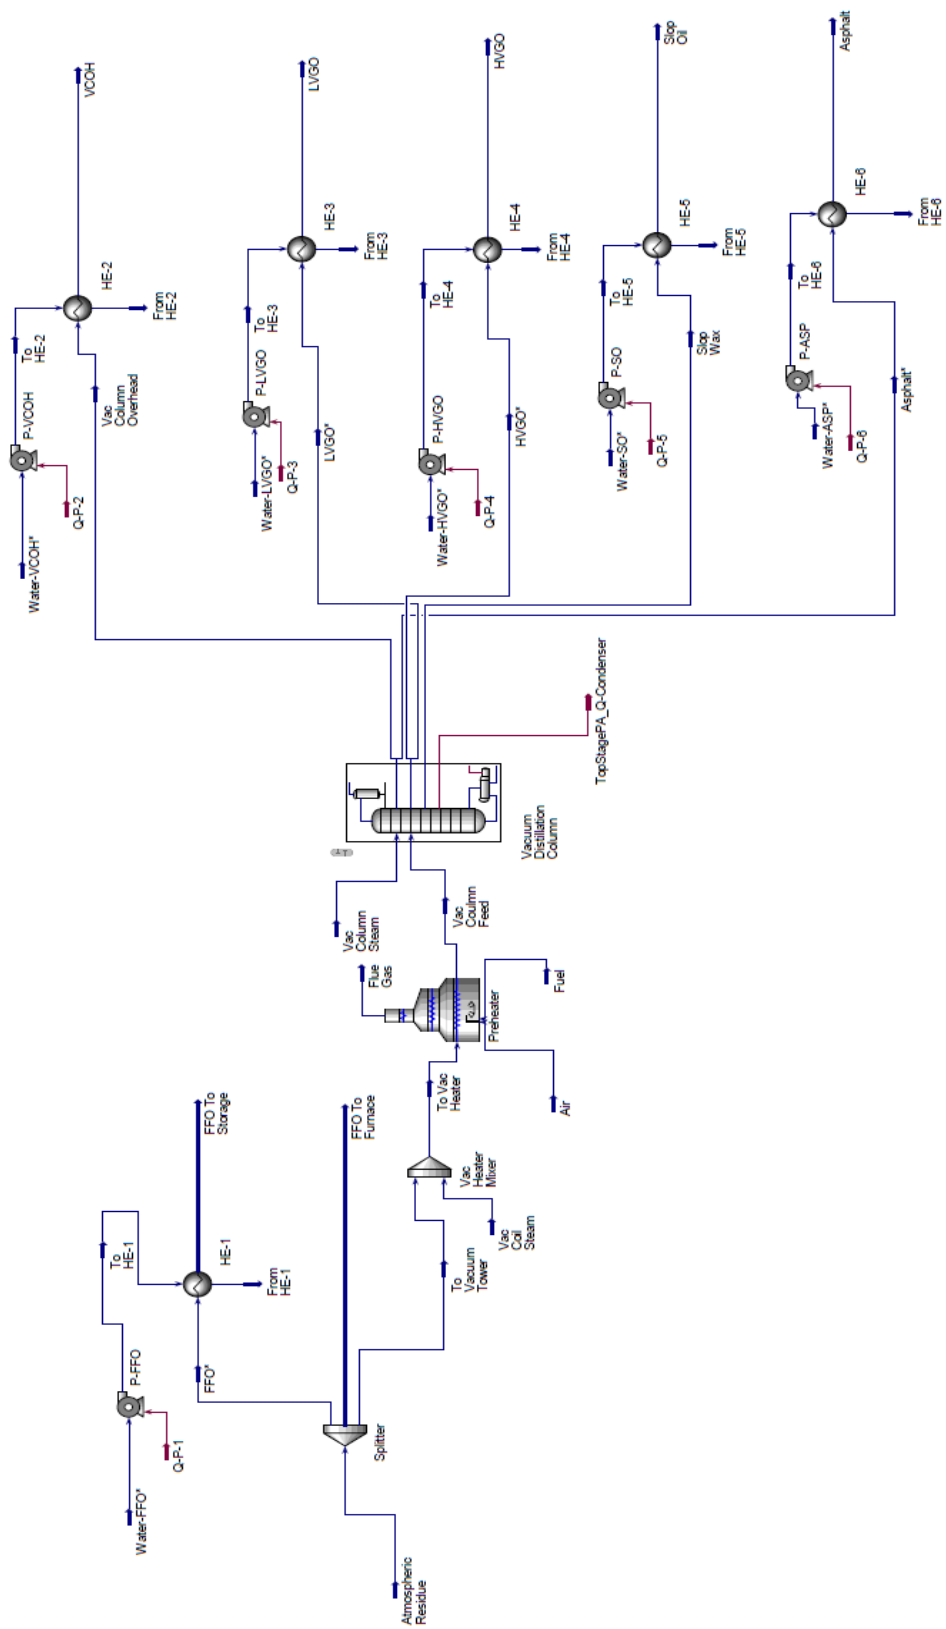 VCOH
LVGO
HVGO
Slop
Oil
Asphalt
HE-2
HE-3
HE-4
HE-5
HE-6
From
HE-2
From
HE-3
From
HE-4
From
HE-5
From
HE-6
To
HE-2
To
HE-3
To
HE-4
To
HE-5
To
HE-6
P-VCOH
P-LVGO
P-HVGO
P-SO
P-ASP
Vac
Column
Overhead
LVGO*
HVGO*
Slop
Wax
Asphalt*
Q-P-2
Q-P-3
Q-P-4
Q-P-5
Q-P-6
Water-VCOH*
Water-LVGO*
Water-HVGO*
Water-SO*
Water-ASP*
TopStagePA_Q-Condenser
Vacuum
Distillation
Column
Vac
Column
Steam
Vac
Coulmn
Feed
Flue
Gas
Fuel
Preheater
Air
To Vac
Heater
FFO To
Storage
FFO To
Furnace
Vac
Heater
Mixer
Vac
Coil
Steam
To
HE-1
HE-1
From
HE-1
To
Vacuum
Tower
P-FFO
FFO*
Q-P-1
Splitter
Water-FFO*
Atmospheric
Residue